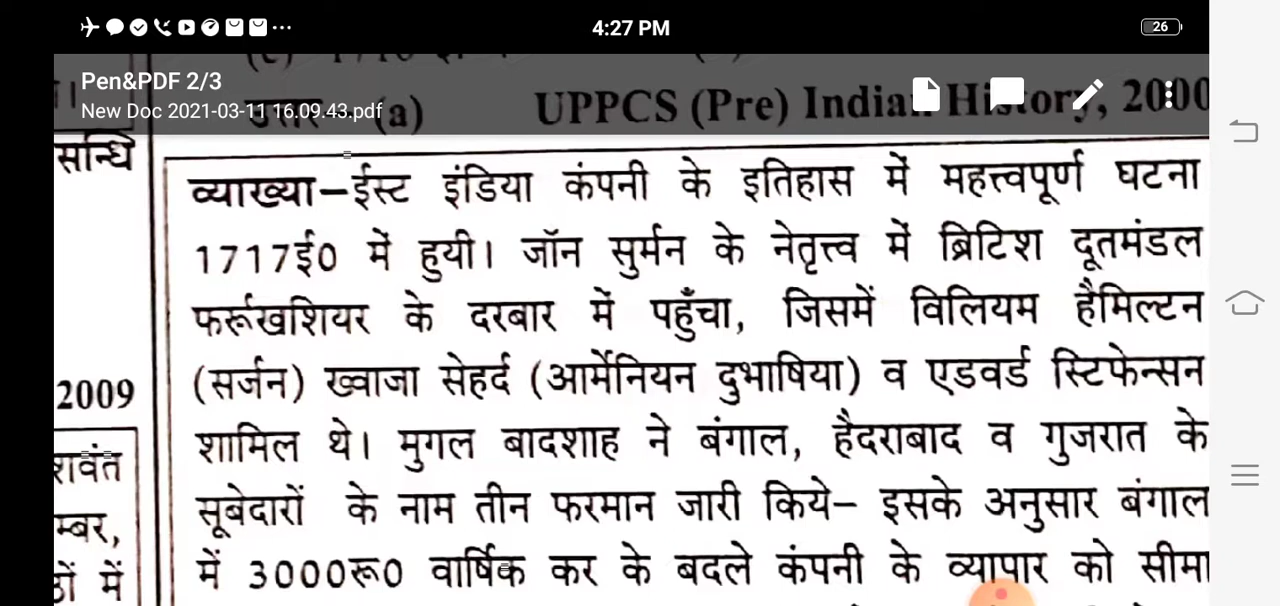 4:27 PM
26
Pen&PDF 2/3
New Doc 2021-03-11 16.09.43.pdf
उत्तर–(a) UPPCS (Pre) Indian History, 2000
सन्धि
2009
म्बर,
में
व्याख्या–ईस्ट इंडिया कंपनी के इतिहास में महत्त्वपूर्ण घटना
1717ई0 में हुयी। जॉन सुर्मन के नेतृत्त्व में ब्रिटिश दूतमंडल
फर्रूखशियर के दरबार में पहुँचा, जिसमें विलियम हैमिल्टन
(सर्जन) ख्वाजा सेहर्द (आर्मेनियन दुभाषिया) व एडवर्ड स्टिफेन्सन
शामिल थे। मुगल बादशाह ने बंगाल, हैदराबाद व गुजरात के
सूबेदारों के नाम तीन फरमान जारी किये– इसके अनुसार बंगाल
में 3000रू0 वार्षिक कर के बदले कंपनी के व्यापार को सीमा